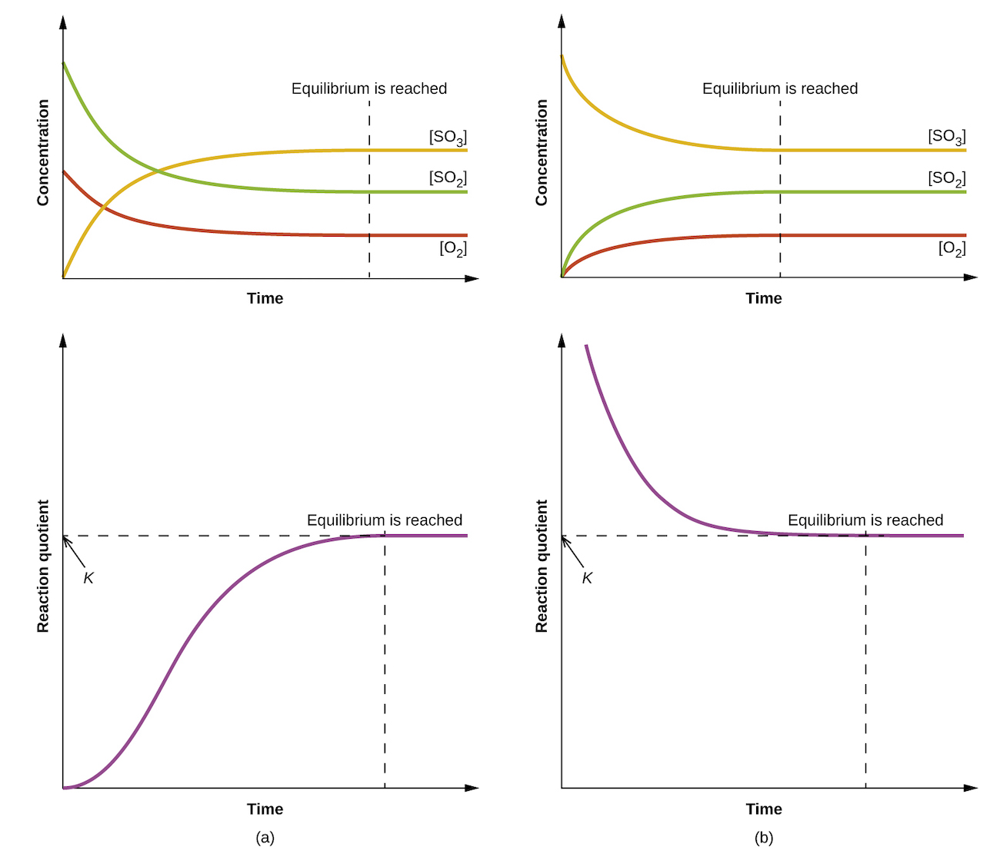 Concentration
Equilibrium is reached
[SO₃]
[SO₂]
[O₂]
Time
Concentration
Equilibrium is reached
[SO₃]
[SO₂]
[O₂]
Time
Reaction quotient
Equilibrium is reached
K
Time
(a)
Reaction quotient
Equilibrium is reached
K
Time
(b)